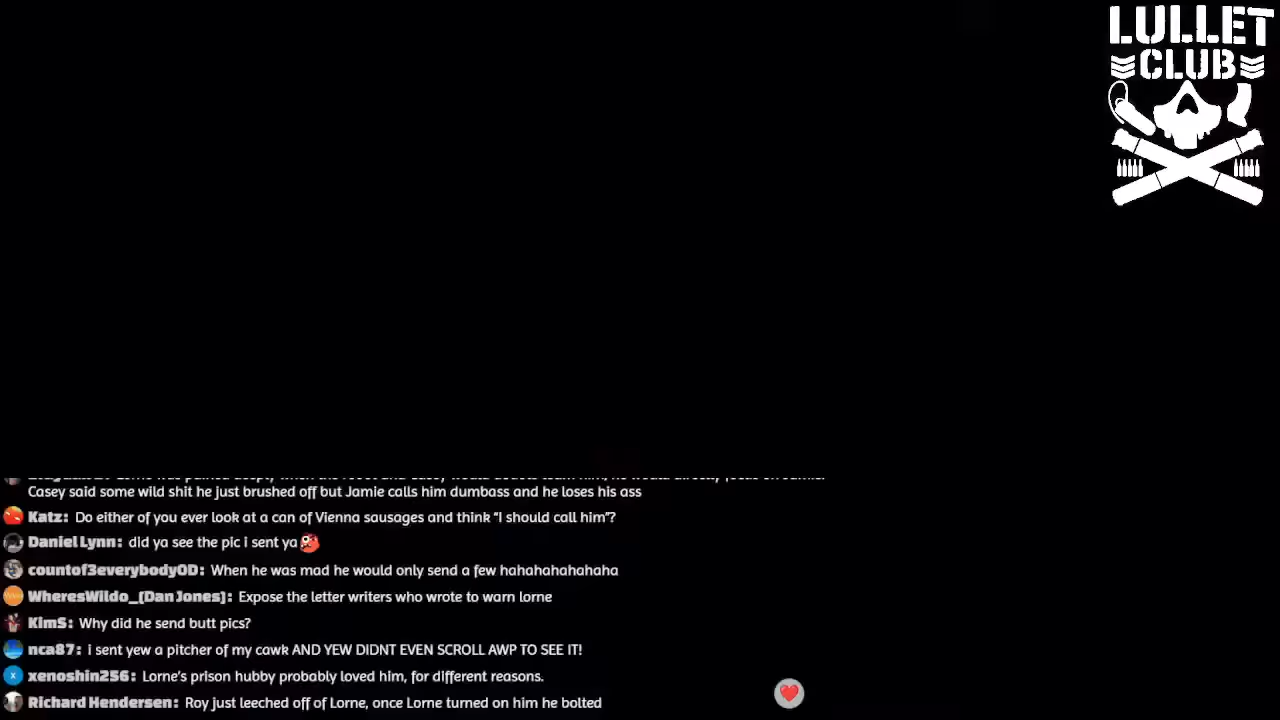 LULLET
CLUB
Casey said some wild shit he just brushed off but Jamie calls him dumbass and he loses his ass
Katz: Do either of you ever look at a can of Vienna sausages and think “I should call him”?
Daniel Lynn: did ya see the pic i sent ya
countof3everybodyOD: When he was mad he would only send a few hahahahahahaha
WheresWildo_(Dan Jones): Expose the letter writers who wrote to warn lorne
KimS: Why did he send butt pics?
nca87: i sent yew a pitcher of my cawk AND YEW DIDNT EVEN SCROLL AWP TO SEE IT!
x xenoshin256: Lorne's prison hubby probably loved him, for different reasons.
Richard Hendersen: Roy just leeched off of Lorne, once Lorne turned on him he bolted